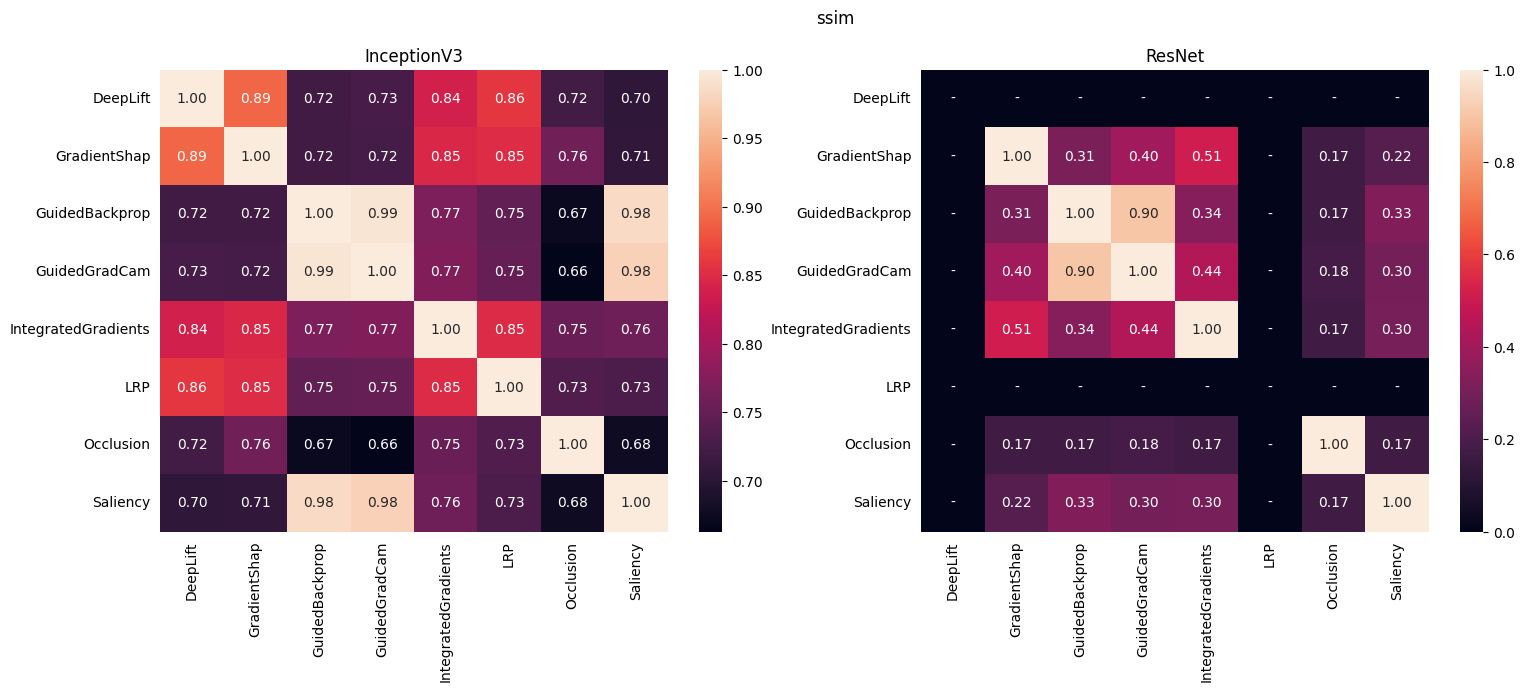 ssim
InceptionV3
DeepLift 1.00 0.89 0.72 0.73 0.84 0.86 0.72 0.70
GradientShap 0.89 1.00 0.72 0.72 0.85 0.85 0.76 0.71
GuidedBackprop 0.72 0.72 1.00 0.99 0.77 0.75 0.67 0.98
GuidedGradCam 0.73 0.72 0.99 1.00 0.77 0.75 0.66 0.98
IntegratedGradients 0.84 0.85 0.77 0.77 1.00 0.85 0.75 0.76
LRP 0.86 0.85 0.75 0.75 0.85 1.00 0.73 0.73
Occlusion 0.72 0.76 0.67 0.66 0.75 0.73 1.00 0.68
Saliency 0.70 0.71 0.98 0.98 0.76 0.73 0.68 1.00
DeepLift
GradientShap
GuidedBackprop
GuidedGradCam
IntegratedGradients
LRP
Occlusion
Saliency
1.00
0.95
0.90
0.85
0.80
0.75
0.70
ResNet
DeepLift - - - - - - - -
GradientShap - 1.00 0.31 0.40 0.51 - 0.17 0.22
GuidedBackprop - 0.31 1.00 0.90 0.34 - 0.17 0.33
GuidedGradCam - 0.40 0.90 1.00 0.44 - 0.18 0.30
IntegratedGradients - 0.51 0.34 0.44 1.00 - 0.17 0.30
LRP - - - - - - - -
Occlusion - 0.17 0.17 0.18 0.17 - 1.00 0.17
Saliency - 0.22 0.33 0.30 0.30 - 0.17 1.00
DeepLift
GradientShap
GuidedBackprop
GuidedGradCam
IntegratedGradients
LRP
Occlusion
Saliency
1.0
0.8
0.6
0.4
0.2
0.0